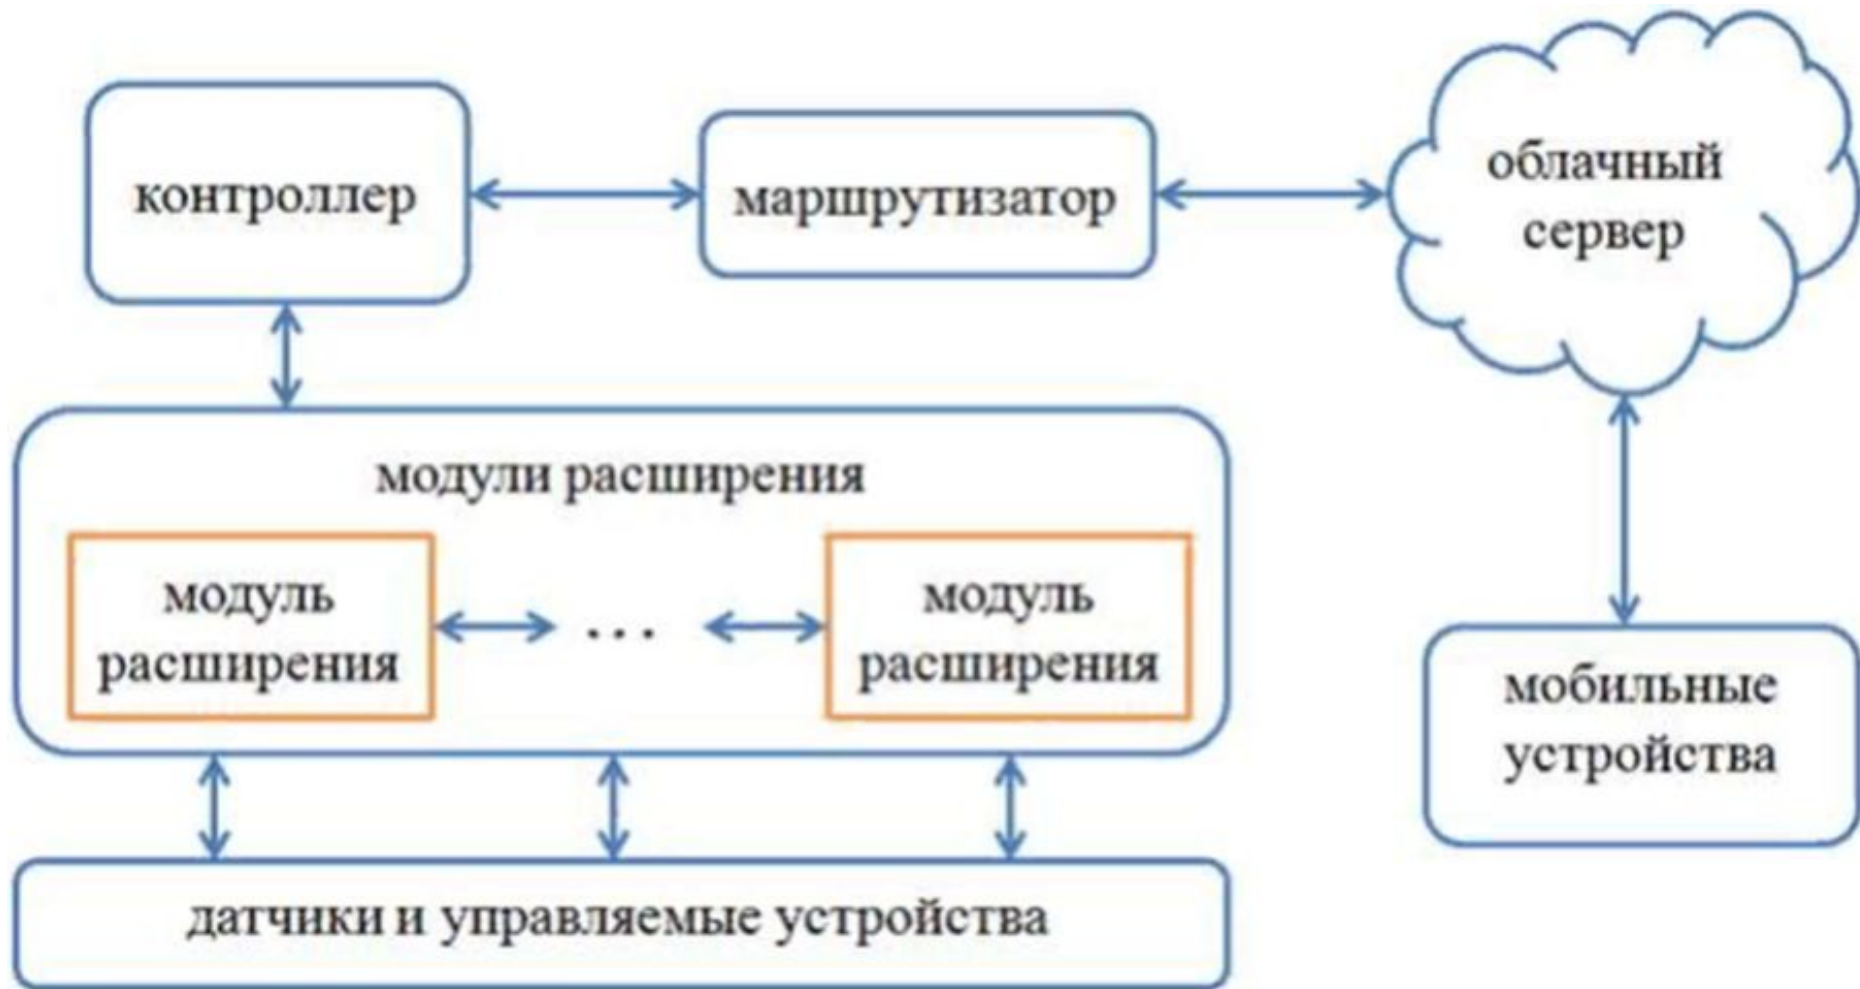 контроллер
маршрутизатор
облачный
сервер
модули расширения
модуль
расширения
...
модуль
расширения
мобильные
устройства
датчики и управляемые устройства